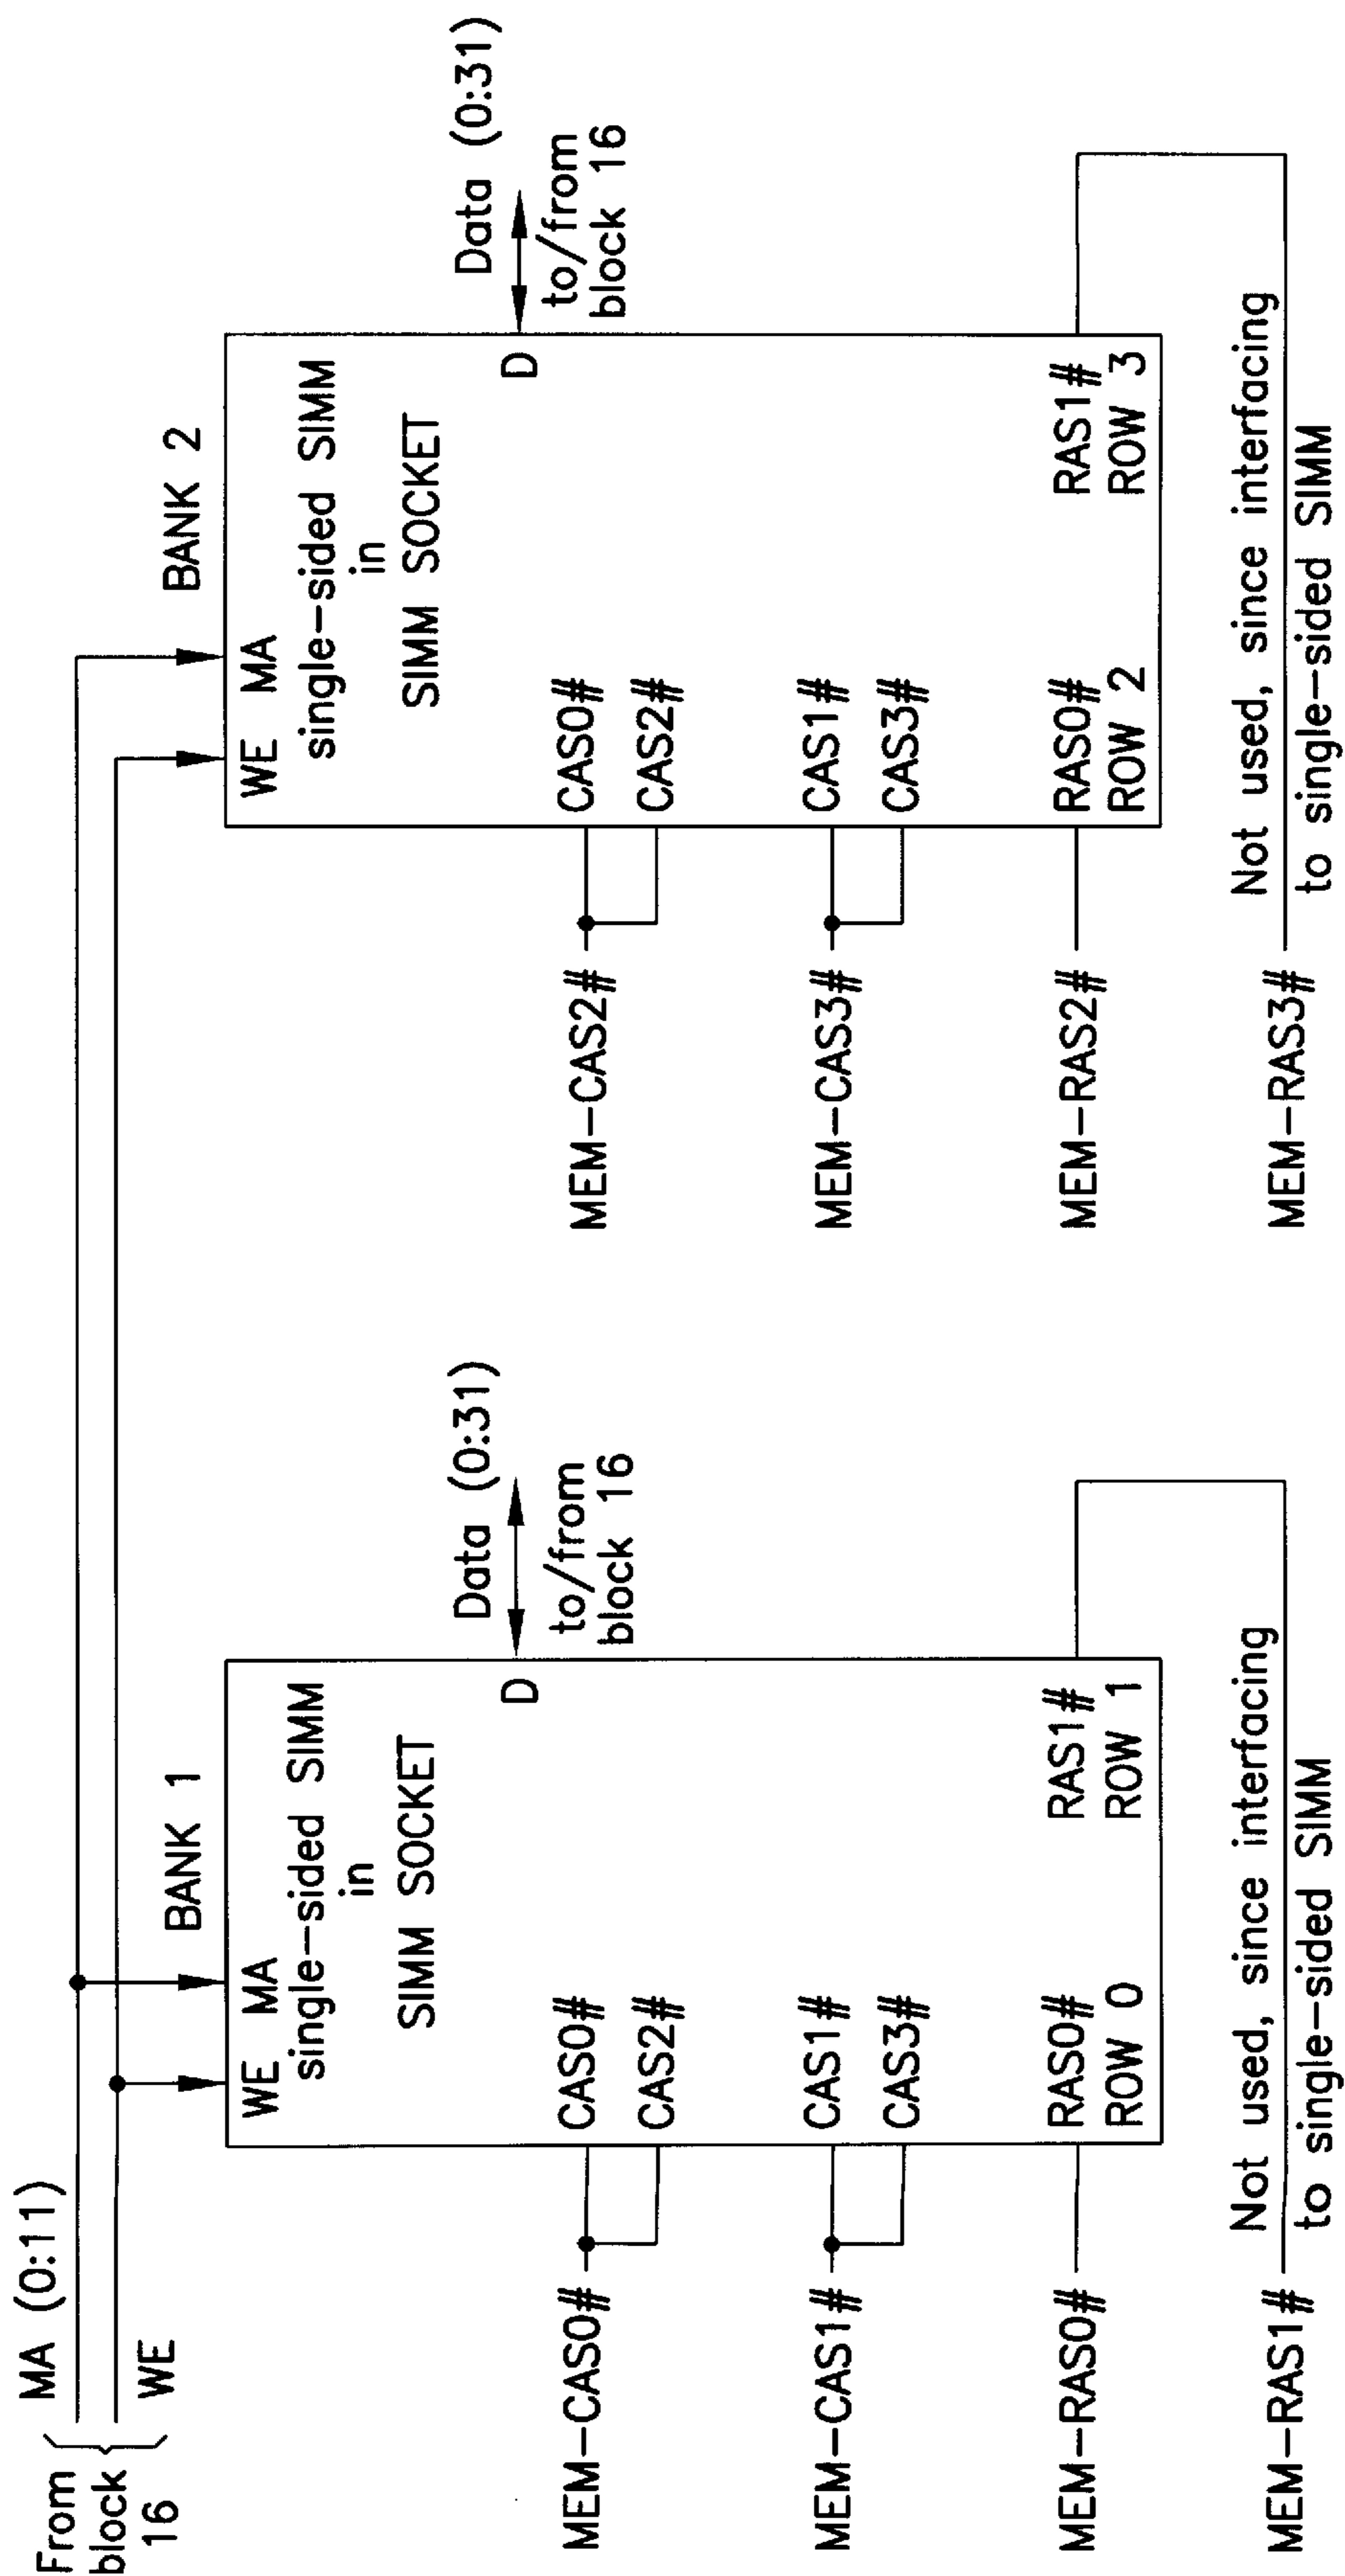 From
block
16
MA (0:11)
WE
BANK 1
WE MA
single-sided SIMM
in
SIMM SOCKET
D
Data (0:31)
to/from
block 16
MEM-CAS0#
CAS0#
CAS2#
MEM-CAS1#
CAS1#
CAS3#
MEM-RAS0#
RAS0#
ROW 0
RAS1#
ROW 1
MEM-RAS1#
Not used, since interfacing
to single-sided SIMM
BANK 2
WE MA
single-sided SIMM
in
SIMM SOCKET
D
Data (0:31)
to/from
block 16
MEM-CAS2#
CAS0#
CAS2#
MEM-CAS3#
CAS1#
CAS3#
MEM-RAS2#
RAS0#
ROW 2
RAS1#
ROW 3
MEM-RAS3#
Not used, since interfacing
to single-sided SIMM